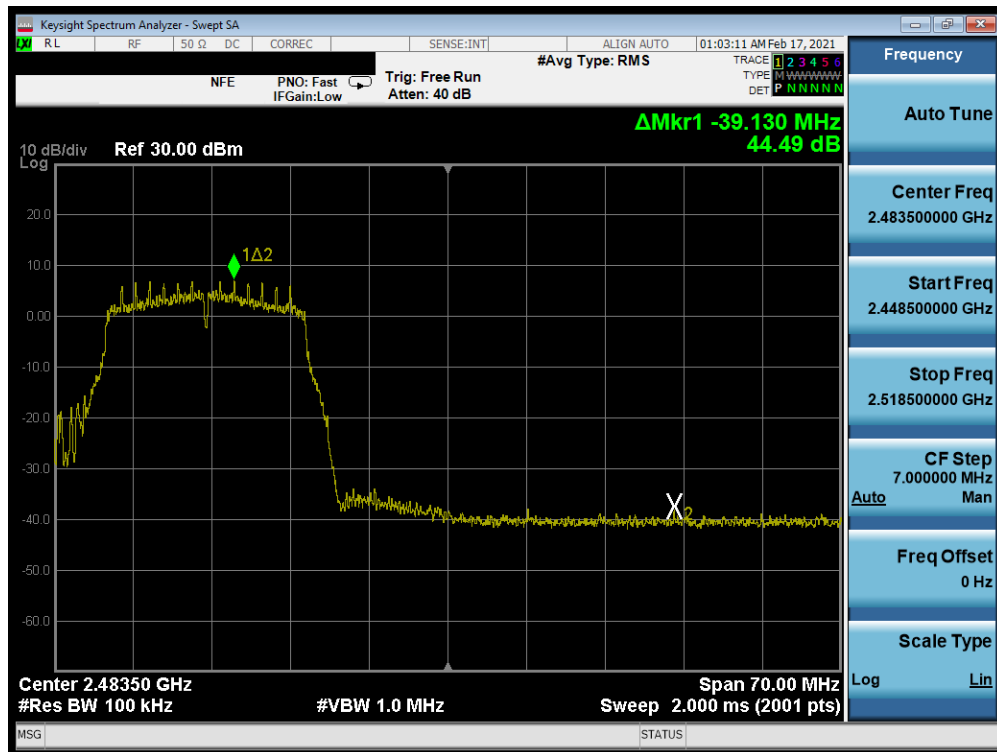 Keysight Spectrum Analyzer - Swept SA
LXI RL RF 50 Ω DC CORREC SENSE:INT ALIGN AUTO 01:03:11 AM Feb 17, 2021
NFE PNO: Fast Trig: Free Run #Avg Type: RMS TRACE 1 2 3 4 5 6
IFGain:Low Atten: 40 dB TYPE M WWWWW
DET P N N N N N
ΔMkr1 -39.130 MHz
44.49 dB
10 dB/div Ref 30.00 dBm
Log
20.0
1Δ2
10.0
0.00
-10.0
-20.0
-30.0
X2
-40.0
-50.0
-60.0
Center 2.48350 GHz Span 70.00 MHz
#Res BW 100 kHz #VBW 1.0 MHz Sweep 2.000 ms (2001 pts)
MSG STATUS
Frequency
Auto Tune
Center Freq
2.483500000 GHz
Start Freq
2.448500000 GHz
Stop Freq
2.518500000 GHz
CF Step
7.000000 MHz
Auto Man
Freq Offset
0 Hz
Scale Type
Log Lin